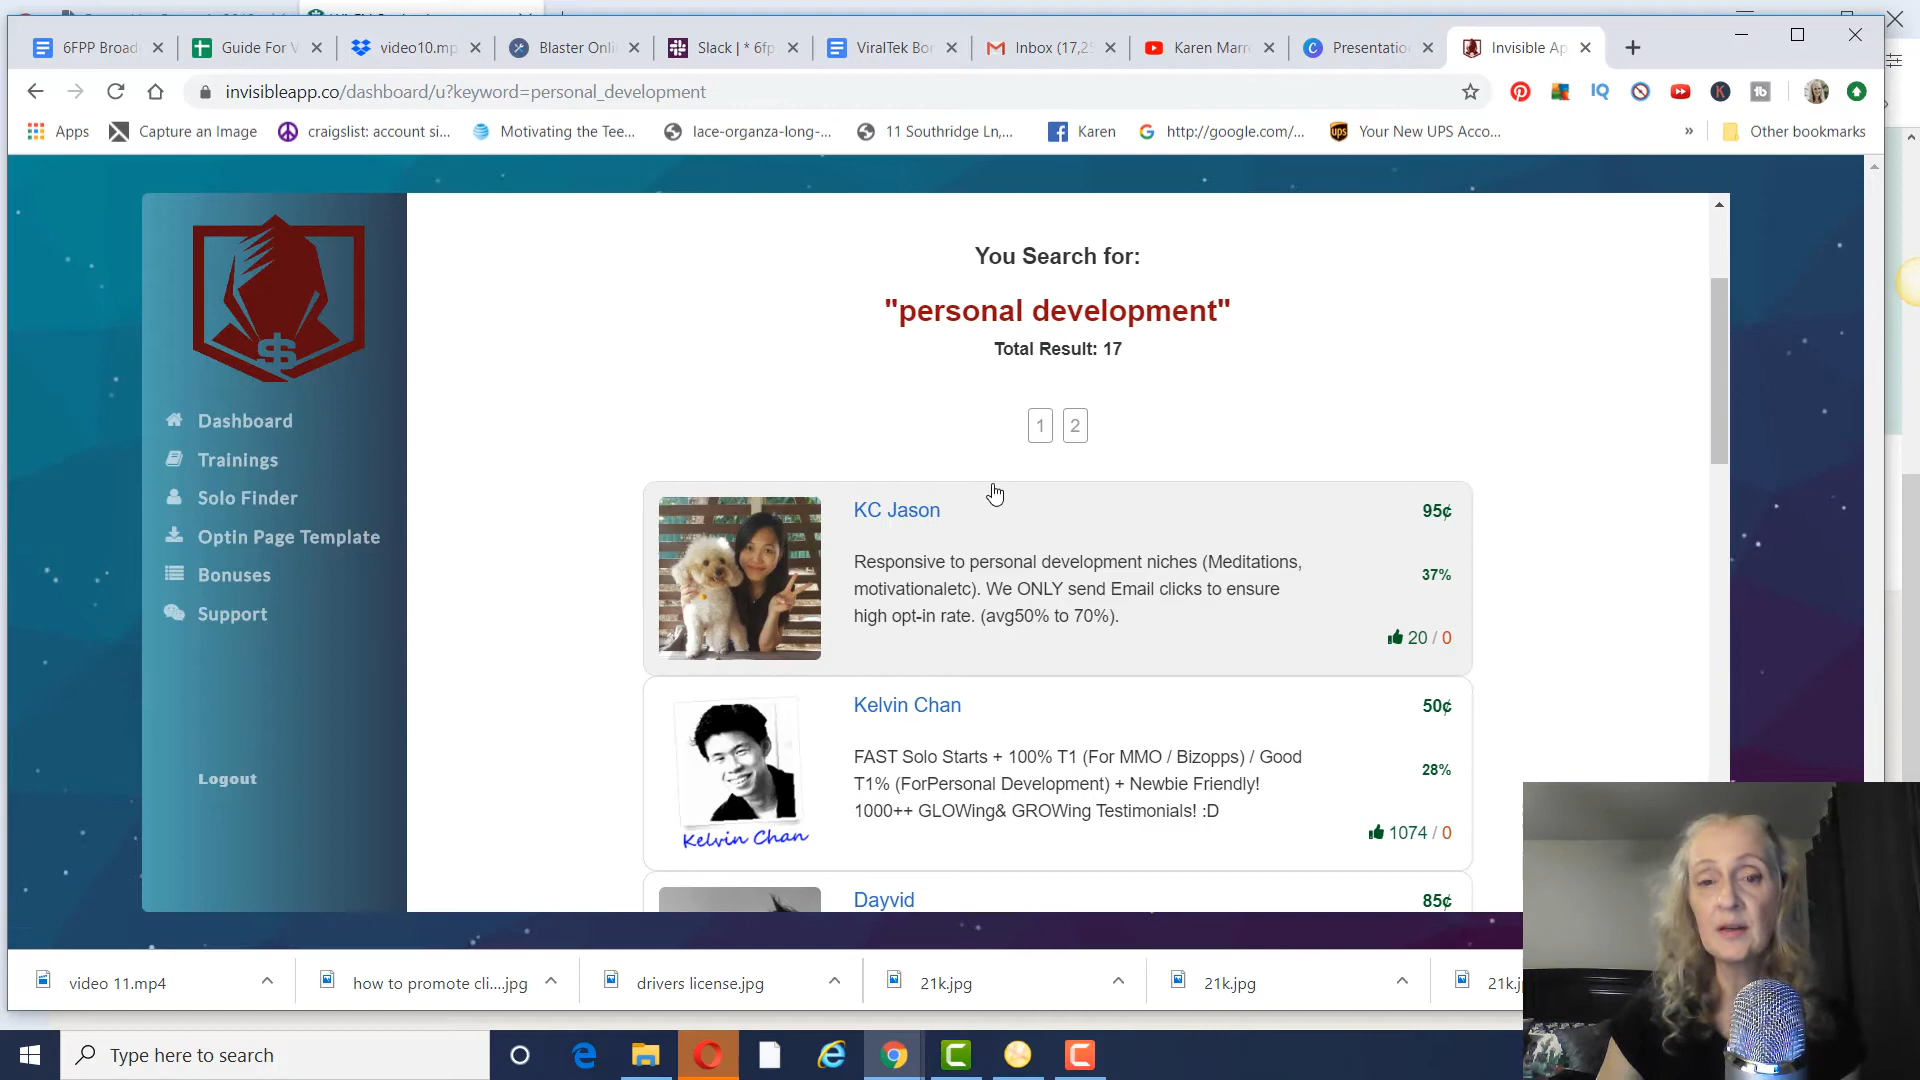 6FPP Broad
Guide For V
video10.mp
Blaster Onli
Slack | * 6fp
ViralTek Bo
Inbox (17,25
Karen Marr
Presentatio
Invisible Ap
invisibleapp.co/dashboard/u?keyword=personal_development
Apps
Capture an Image
craigslist: account si...
Motivating the Tee...
lace-organza-long-...
11 Southridge Ln,...
Karen
http://google.com/...
Your New UPS Acco...
»
Other bookmarks
You Search for:
"personal development"
Total Result: 17
1 2
Dashboard
Trainings
Solo Finder
Optin Page Template
Bonuses
Support
Logout
KC Jason
95¢
Responsive to personal development niches (Meditations,
motivationaletc). We ONLY send Email clicks to ensure
high opt-in rate. (avg50% to 70%).
37%
20 / 0
Kelvin Chan
50¢
FAST Solo Starts + 100% T1 (For MMO / Bizopps) / Good
T1% (ForPersonal Development) + Newbie Friendly!
1000++ GLOWing& GROWing Testimonials! :D
28%
1074 / 0
Kelvin Chan
Dayvid
85¢
video 11.mp4
how to promote cli....jpg
drivers license.jpg
21k.jpg
21k.jpg
21k.j
Type here to search